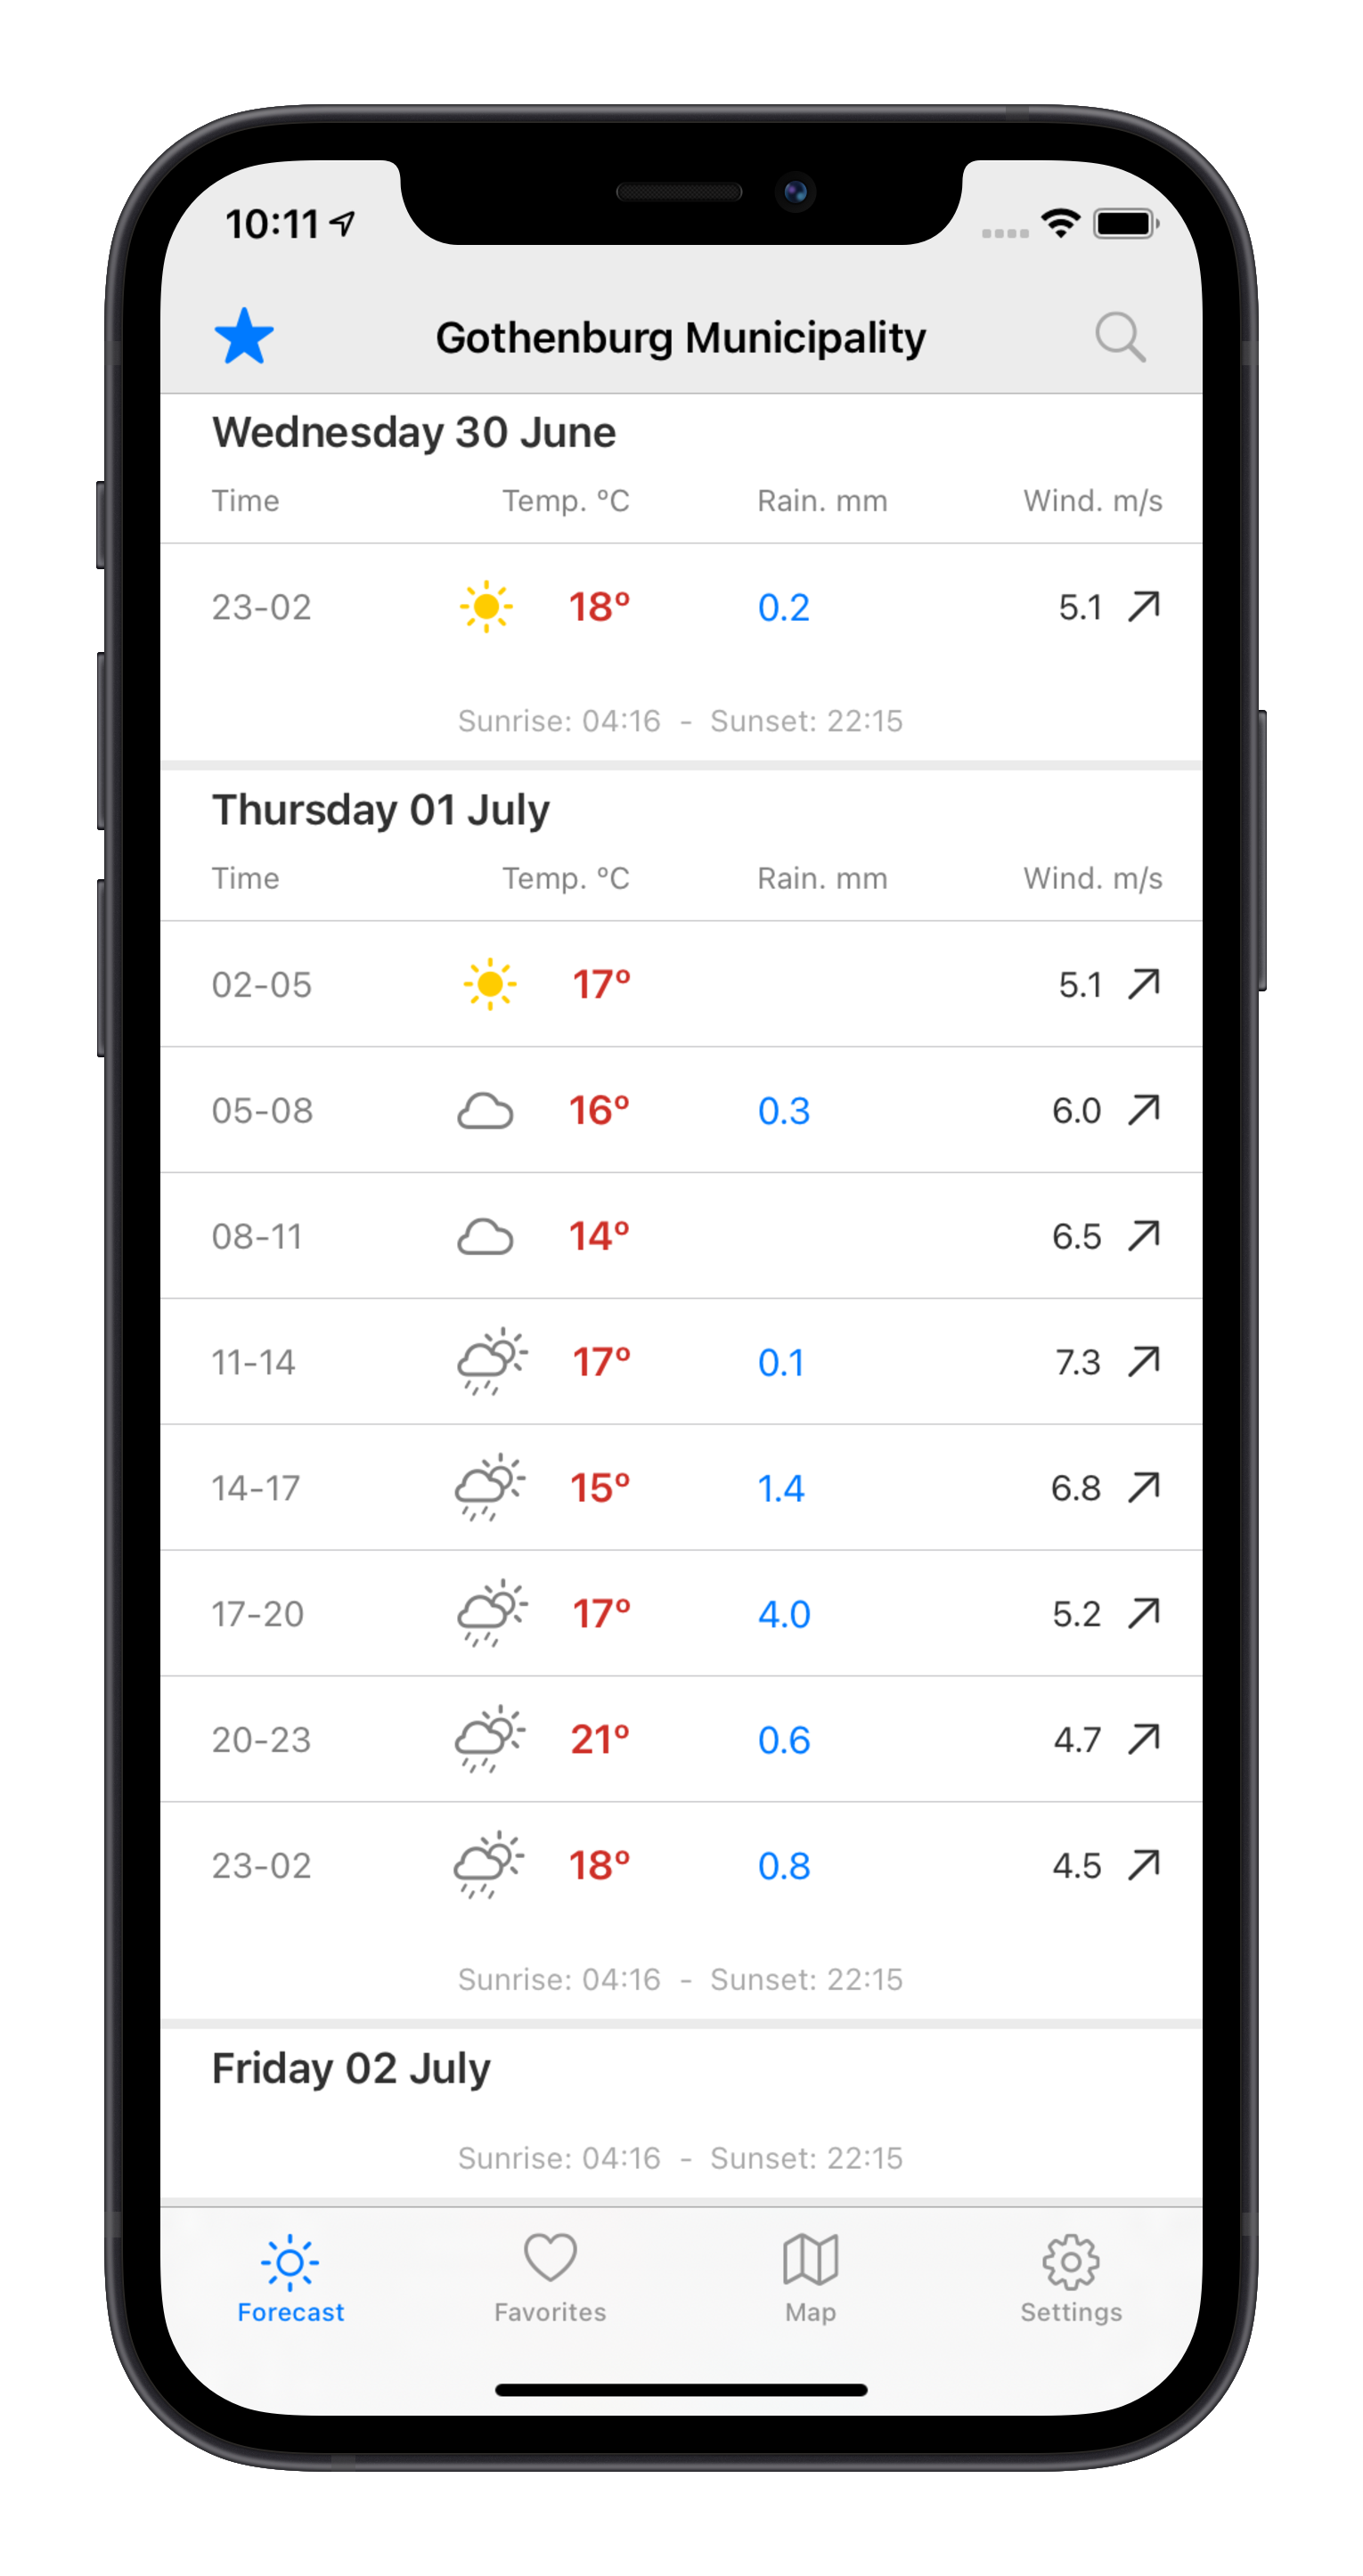 10:11
Gothenburg Municipality
Wednesday 30 June
Time Temp. °C Rain. mm Wind. m/s
23-02 18° 0.2 5.1
Sunrise: 04:16 - Sunset: 22:15
Thursday 01 July
Time Temp. °C Rain. mm Wind. m/s
02-05 17° 5.1
05-08 16° 0.3 6.0
08-11 14° 6.5
11-14 17° 0.1 7.3
14-17 15° 1.4 6.8
17-20 17° 4.0 5.2
20-23 21° 0.6 4.7
23-02 18° 0.8 4.5
Sunrise: 04:16 - Sunset: 22:15
Friday 02 July
Sunrise: 04:16 - Sunset: 22:15
Forecast Favorites Map Settings